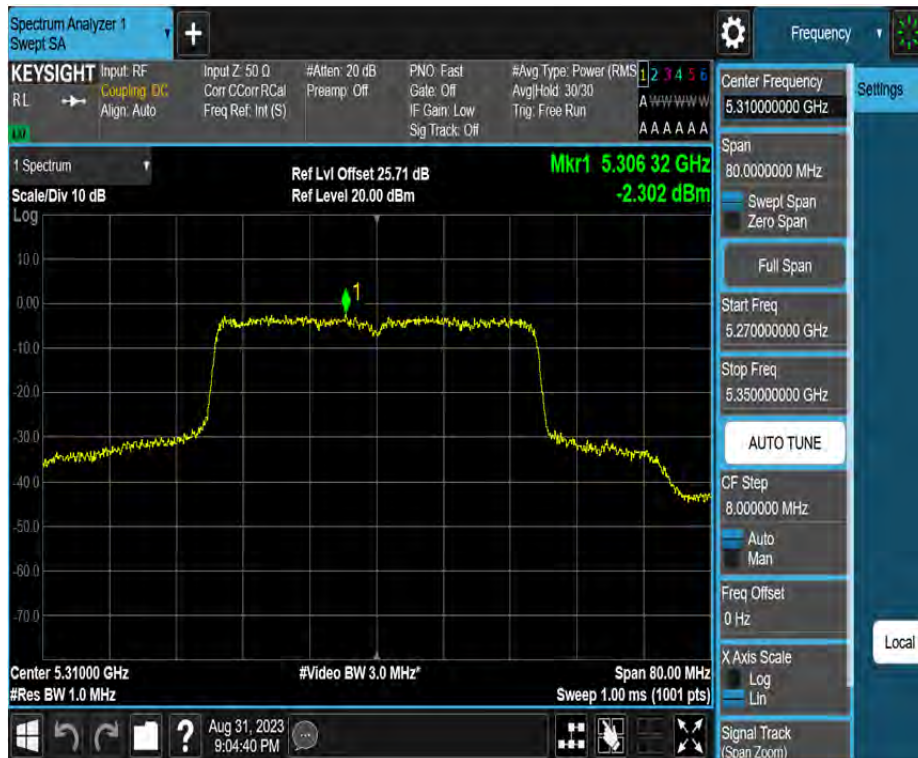 Spectrum Analyzer 1
Swept SA
+
Frequency
KEYSIGHT
RL
Input: RF
Coupling: DC
Align: Auto
Input Z: 50 Ω
Corr CCorr RCal
Freq Ref: Int (S)
#Atten: 20 dB
Preamp: Off
PNO: Fast
Gate: Off
IF Gain: Low
Sig Track: Off
#Avg Type: Power (RMS
Avg|Hold: 30/30
Trig: Free Run
1 2 3 4 5 6
A W W W W W
A A A A A A
1 Spectrum
Scale/Div 10 dB
Log
Ref Lvl Offset 25.71 dB
Ref Level 20.00 dBm
Mkr1 5.306 32 GHz
-2.302 dBm
10.0
0.00
-10.0
-20.0
-30.0
-40.0
-50.0
-60.0
-70.0
1
Center 5.31000 GHz
#Res BW 1.0 MHz
#Video BW 3.0 MHz*
Span 80.00 MHz
Sweep 1.00 ms (1001 pts)
?
Aug 31, 2023
9:04:40 PM
Center Frequency
5.310000000 GHz
Span
80.0000000 MHz
Swept Span
Zero Span
Full Span
Start Freq
5.270000000 GHz
Stop Freq
5.350000000 GHz
AUTO TUNE
CF Step
8.000000 MHz
Auto
Man
Freq Offset
0 Hz
X Axis Scale
Log
Lin
Signal Track
(Span Zoom)
Settings
Local